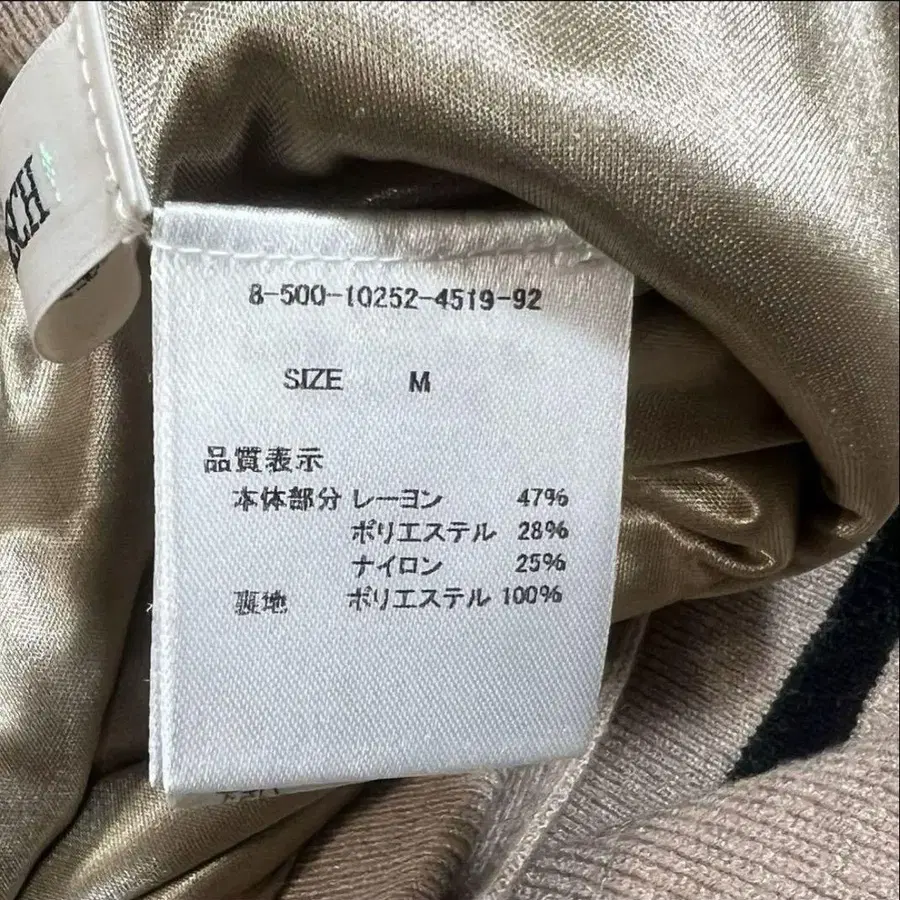 8-500-10252-4519-92
SIZE M
品質表示
本体部分 レーヨン 47%
ポリエステル 28%
ナイロン 25%
裏地 ポリエステル 100%